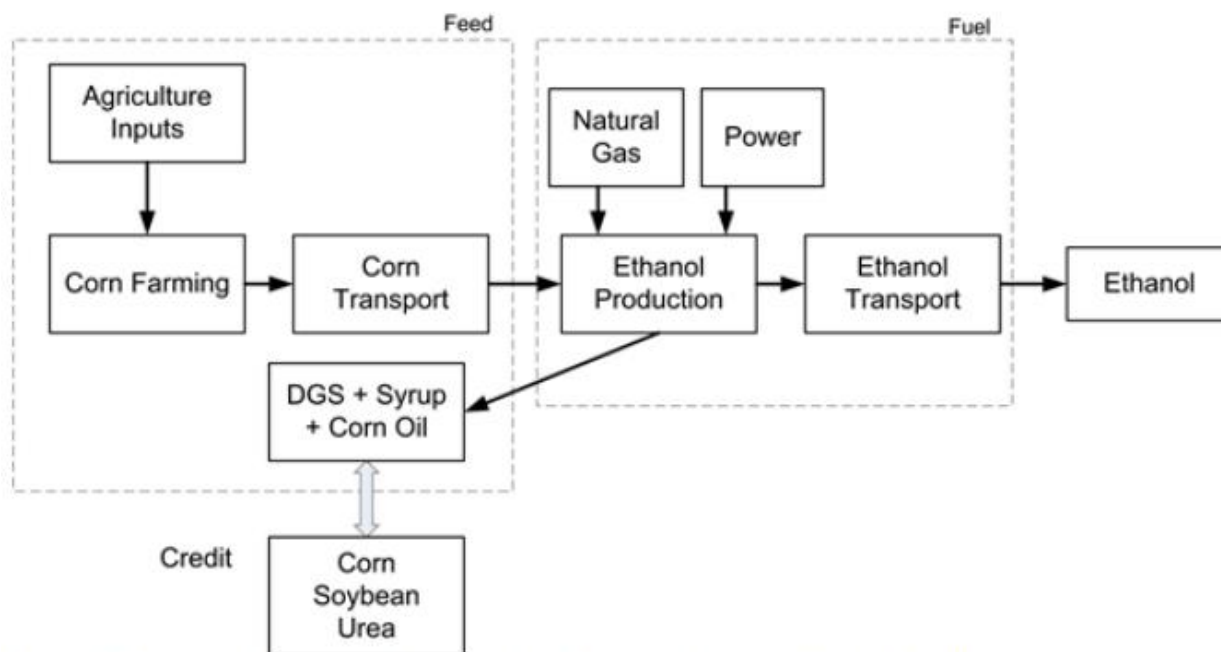 Feed
Fuel
Agriculture
Inputs
Natural
Gas
Power
Corn Farming
Corn
Transport
Ethanol
Production
Ethanol
Transport
Ethanol
DGS + Syrup
+ Corn Oil
Credit
Corn
Soybean
Urea